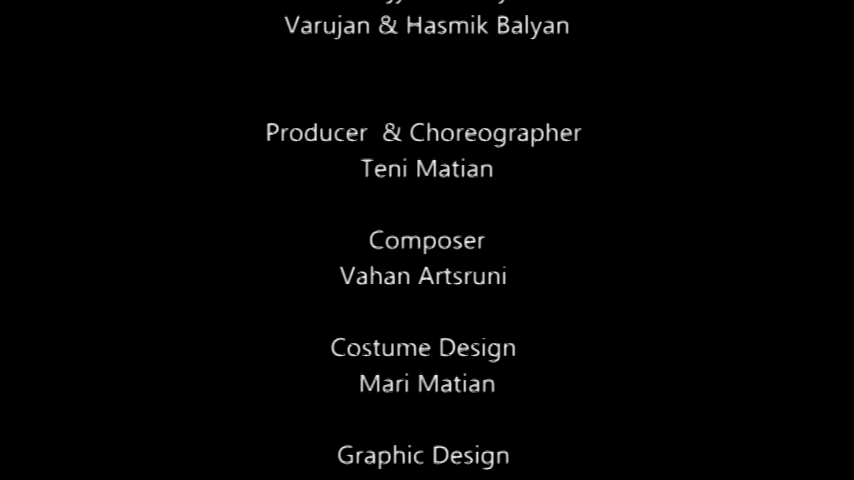 Varujan & Hasmik Balyan
Producer & Choreographer
Teni Matian
Composer
Vahan Artsruni
Costume Design
Mari Matian
Graphic Design